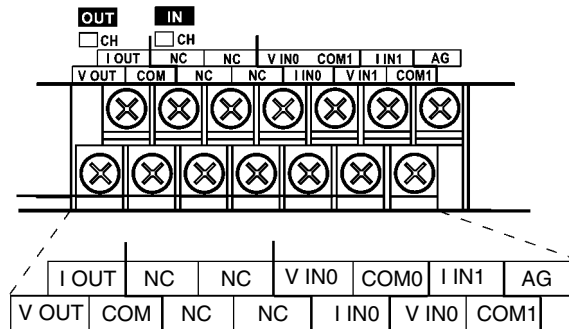 OUT IN
CH CH
I OUT NC NC V IN0 COM1 I IN1 AG
V OUT COM NC NC I IN0 V IN1 COM1
I OUT NC NC V IN0 COM0 I IN1 AG
V OUT COM NC NC I IN0 V IN0 COM1